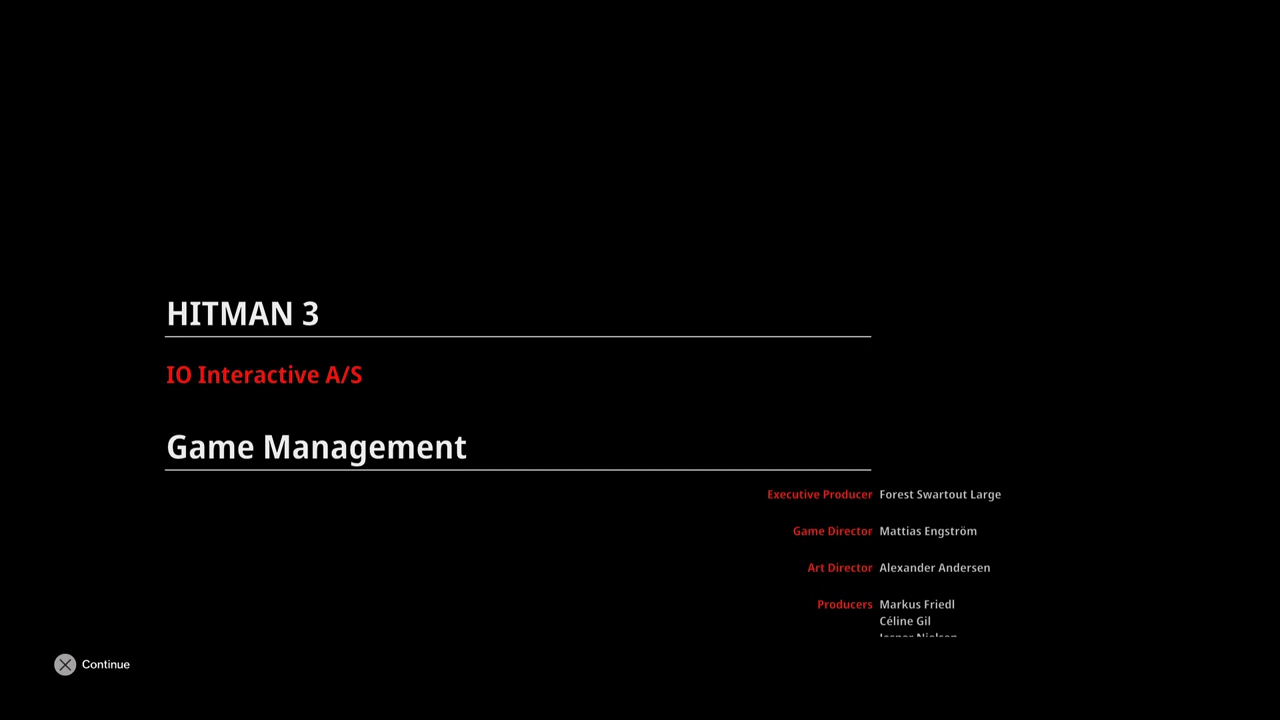 HITMAN 3
IO Interactive A/S
Game Management
Executive Producer Forest Swartout Large
Game Director Mattias Engström
Art Director Alexander Andersen
Producers Markus Friedl
Céline Gil
Continue